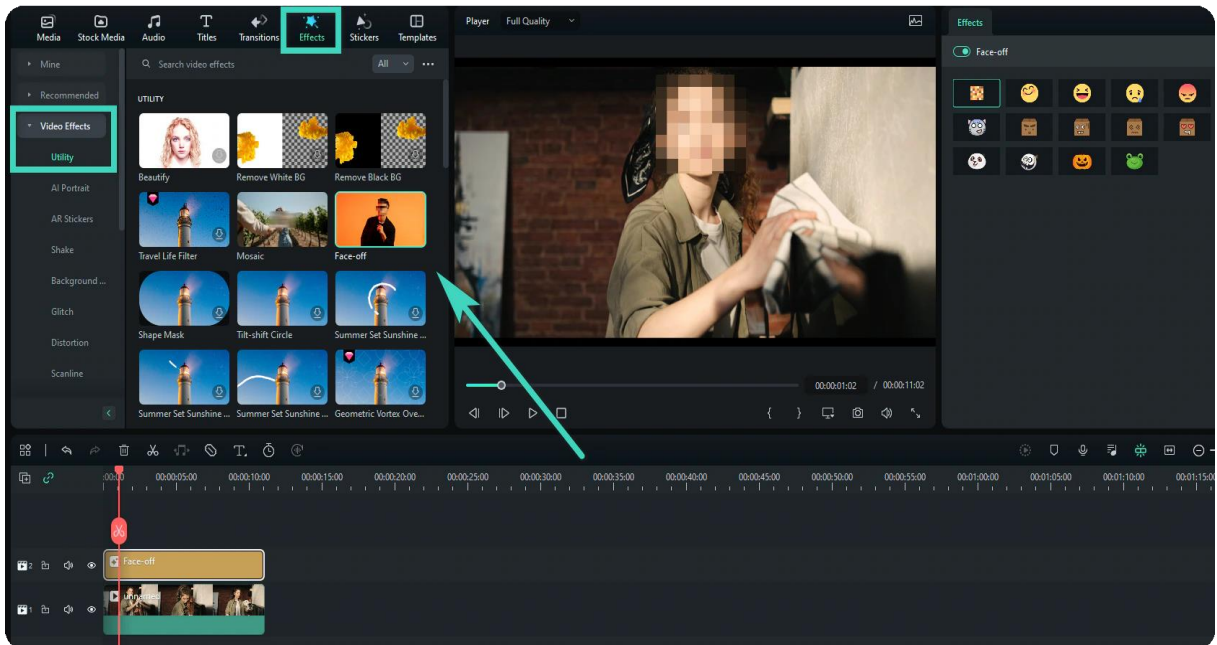 Media Stock Media Audio Titles Transitions Effects Stickers Templates
Player Full Quality
Effects
Mine
Search video effects All
Face-off
Recommended
UTILITY
Video Effects
Utility
Beautify Remove White BG Remove Black BG
AI Portrait
AR Stickers
Shake
Travel Life Filter Mosaic Face-off
Background ...
Glitch
Shape Mask Tilt-shift Circle Summer Set Sunshine ...
Distortion
Scanline
00:00:01:02 / 00:00:11:02
Summer Set Sunshine ... Summer Set Sunshine ... Geometric Vortex Ove...
:00:00 00:00:05:00 00:00:10:00 00:00:15:00 00:00:20:00 00:00:25:00 00:00:30:00 00:00:35:00 00:00:40:00 00:00:45:00 00:00:50:00 00:00:55:00 00:01:00:00 00:01:05:00 00:01:10:00 00:01:15:00
2 Face-off
unnamed
1